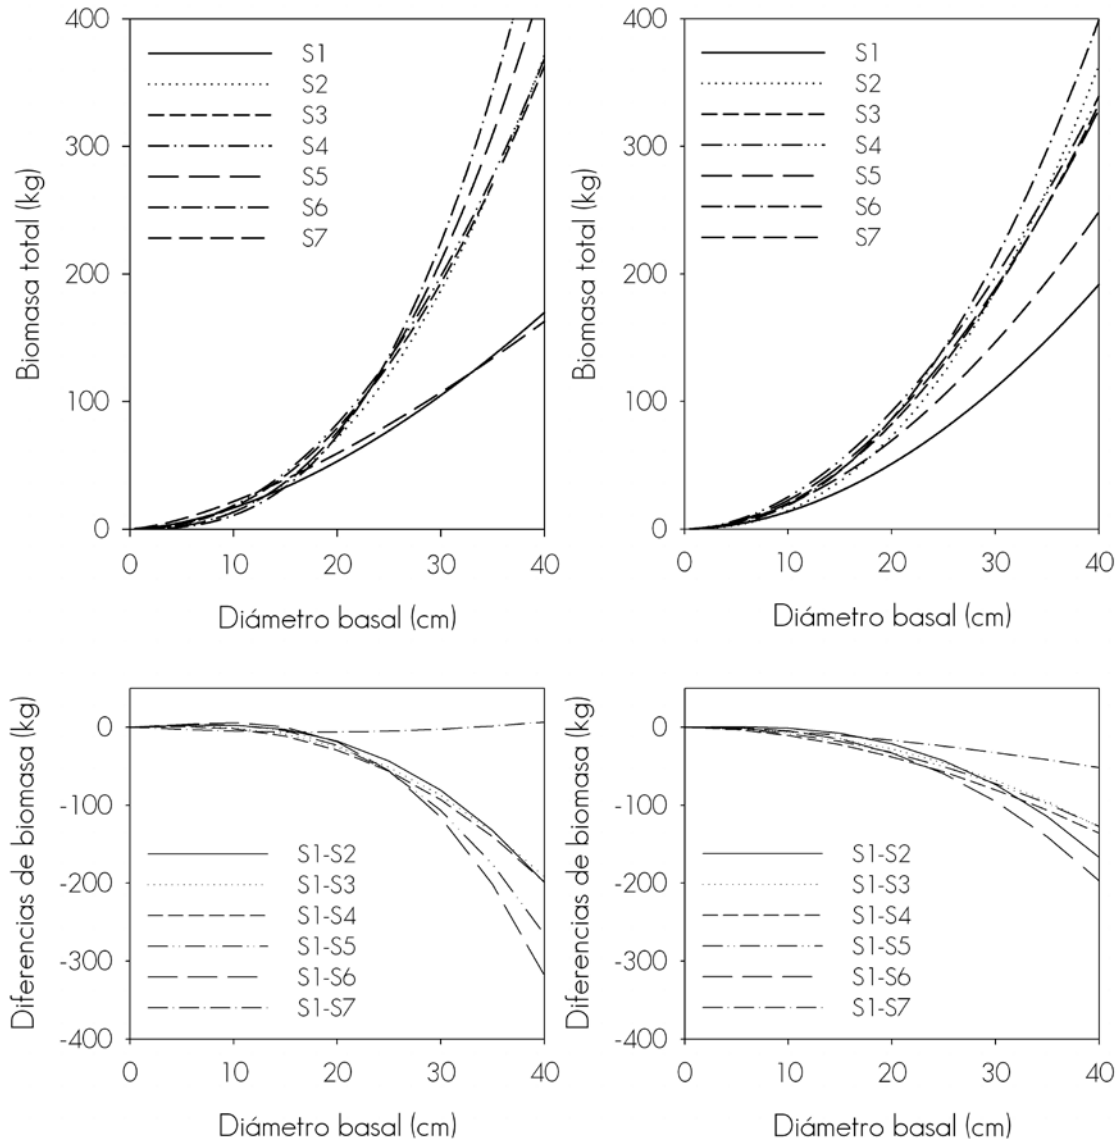 Biomasa total (kg)
400
300
200
100
0
S1
S2
S3
S4
S5
S6
S7
0 10 20 30 40
Diámetro basal (cm)
Biomasa total (kg)
400
300
200
100
0
S1
S2
S3
S4
S5
S6
S7
0 10 20 30 40
Diámetro basal (cm)
Diferencias de biomasa (kg)
0
-100
-200
-300
-400
S1-S2
S1-S3
S1-S4
S1-S5
S1-S6
S1-S7
0 10 20 30 40
Diámetro basal (cm)
Diferencias de biomasa (kg)
0
-100
-200
-300
-400
S1-S2
S1-S3
S1-S4
S1-S5
S1-S6
S1-S7
0 10 20 30 40
Diámetro basal (cm)